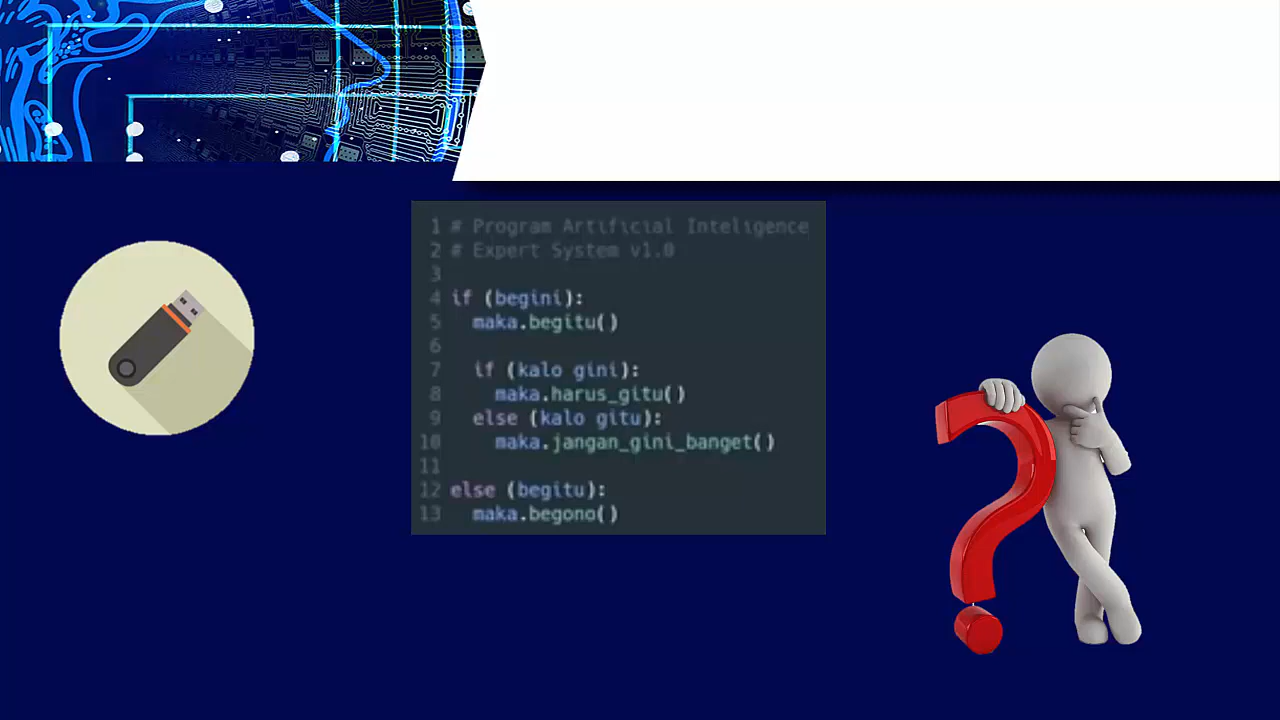 1 # Program Artificial Inteligence
2 # Expert System v1.0
3
4 if (begini):
5 maka.begitu()
6
7 if (kalo gini):
8 maka.harus_gitu()
9 else (kalo gitu):
10 maka.jangan_gini_banget()
11
12 else (begitu):
13 maka.begono()
?